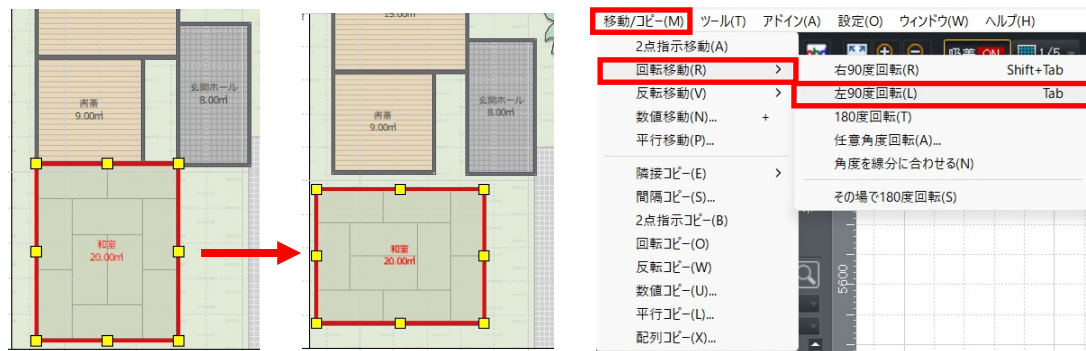 書斎
9.00㎡
玄関ホール
8.00㎡
和室
20.00㎡
15.00㎡
書斎
9.00㎡
玄関ホール
8.00㎡
和室
20.00㎡
移動/コピー(M) ツール(T) アドイン(A) 設定(O) ウィンドウ(W) ヘルプ(H)
2点指示移動(A)
回転移動(R) >
反転移動(V) >
数値移動(N)... +
平行移動(P)...
隣接コピー(E) >
間隔コピー(S)...
2点指示コピー(B)
回転コピー(O)
反転コピー(W)
数値コピー(U)...
平行コピー(L)...
配列コピー(X)...
吸着 ON 1/5
右90度回転(R) Shift+Tab
左90度回転(L) Tab
180度回転(T)
任意角度回転(A)...
角度を線分に合わせる(N)
その場で180度回転(S)
5600